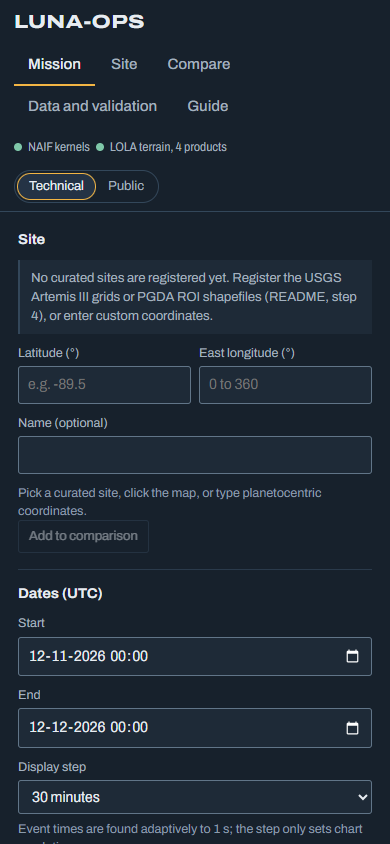 LUNA-OPS
Mission Site Compare
Data and validation Guide
NAIF kernels LOLA terrain, 4 products
Technical Public
Site
No curated sites are registered yet. Register the USGS
Artemis III grids or PGDA ROI shapefiles (README, step
4), or enter custom coordinates.
Latitude (°) East longitude (°)
e.g. -89.5 0 to 360
Name (optional)
Pick a curated site, click the map, or type planetocentric
coordinates.
Add to comparison
Dates (UTC)
Start
12-11-2026 00:00
End
12-12-2026 00:00
Display step
30 minutes
Event times are found adaptively to 1 s; the step only sets chart